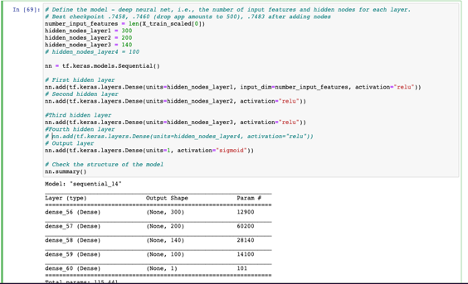 In [69]: # Define the model - deep neural net, i.e., the number of input features and hidden nodes for each layer.
# Best checkpoint .7458, .7460 (drop app amounts to 500), .7483 after adding nodes
number_input_features = len(X_train_scaled[0])
hidden_nodes_layer1 = 300
hidden_nodes_layer2 = 200
hidden_nodes_layer3 = 140
# hidden_nodes_layer4 = 100
nn = tf.keras.models.Sequential()
# First hidden layer
nn.add(tf.keras.layers.Dense(units=hidden_nodes_layer1, input_dim=number_input_features, activation="relu"))
# Second hidden layer
nn.add(tf.keras.layers.Dense(units=hidden_nodes_layer2, activation="relu"))
#Third hidden layer
nn.add(tf.keras.layers.Dense(units=hidden_nodes_layer3, activation="relu"))
#Fourth hidden layer
# nn.add(tf.keras.layers.Dense(units=hidden_nodes_layer4, activation="relu"))
# Output layer
nn.add(tf.keras.layers.Dense(units=1, activation="sigmoid"))
# Check the structure of the model
nn.summary()
Model: "sequential_14"
Layer (type) Output Shape Param #
dense_56 (Dense) (None, 300) 12900
dense_57 (Dense) (None, 200) 60200
dense_58 (Dense) (None, 140) 28140
dense_59 (Dense) (None, 100) 14100
dense_60 (Dense) (None, 1) 101
Total params: 115,441